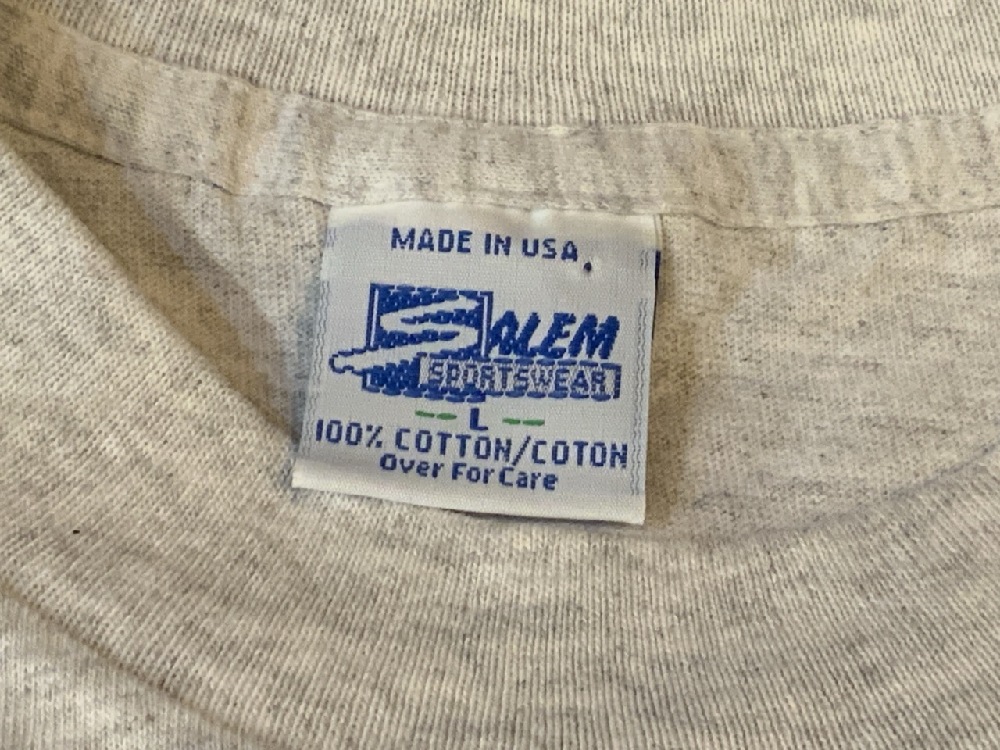 MADE IN USA
SALEM
SPORTSWEAR
-- L --
100% COTTON/COTON
Over For Care